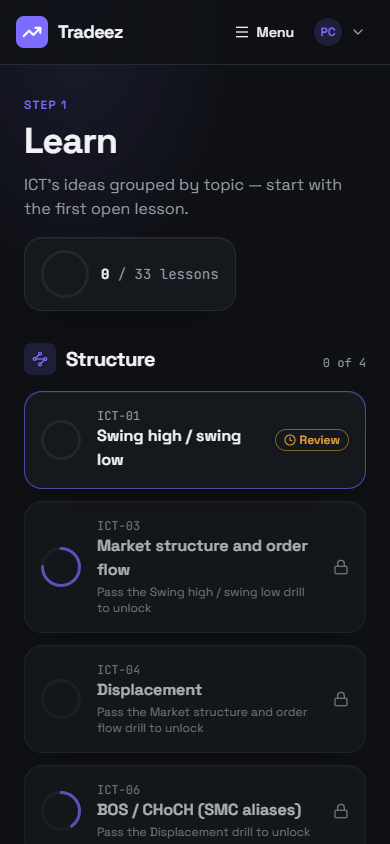 Tradeez
Menu
PC
STEP 1
Learn
ICT's ideas grouped by topic — start with
the first open lesson.
0 / 33 lessons
Structure
0 of 4
ICT-01
Swing high / swing
low
Review
ICT-03
Market structure and order
flow
Pass the Swing high / swing low drill
to unlock
ICT-04
Displacement
Pass the Market structure and order
flow drill to unlock
ICT-06
BOS / CHoCH (SMC aliases)
Pass the Displacement drill to unlock